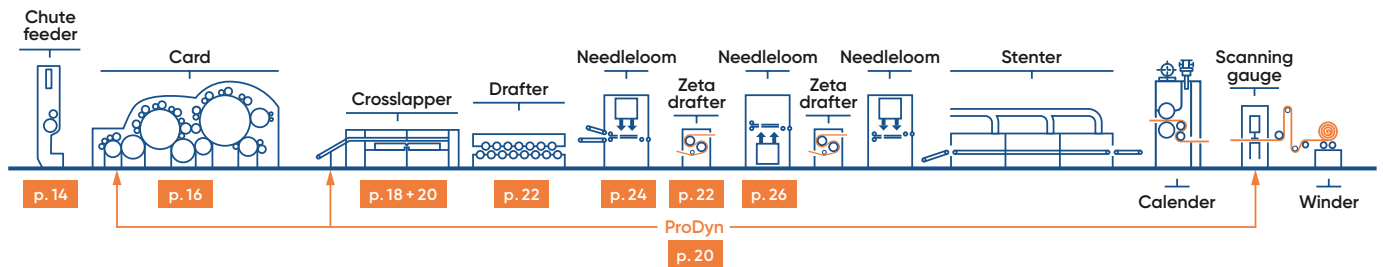 Chute
feeder
Card
Crosslapper
Drafter
Needleloom
Zeta
drafter
Needleloom
Zeta
drafter
Needleloom
Stenter
Scanning
gauge
p. 14
p. 16
p. 18 + 20
p. 22
p. 24
p. 22
p. 26
Calender
Winder
ProDyn
p. 20